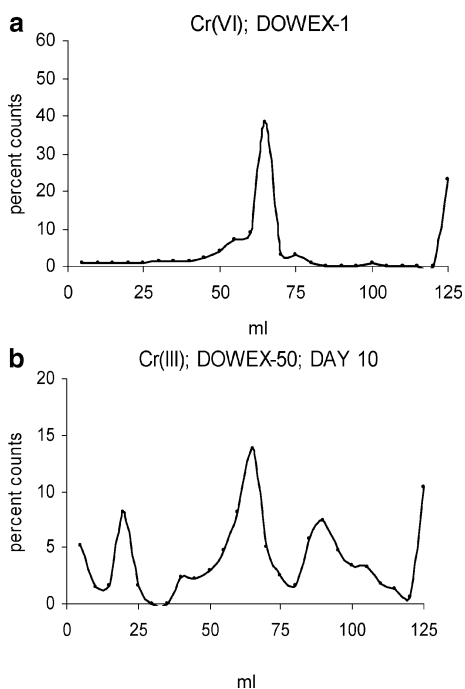 a
Cr(VI); DOWEX-1
60
50
40
30
20
10
0
percent counts
0 25 50 75 100 125
ml
b
Cr(III); DOWEX-50; DAY 10
20
15
10
5
0
percent counts
0 25 50 75 100 125
ml